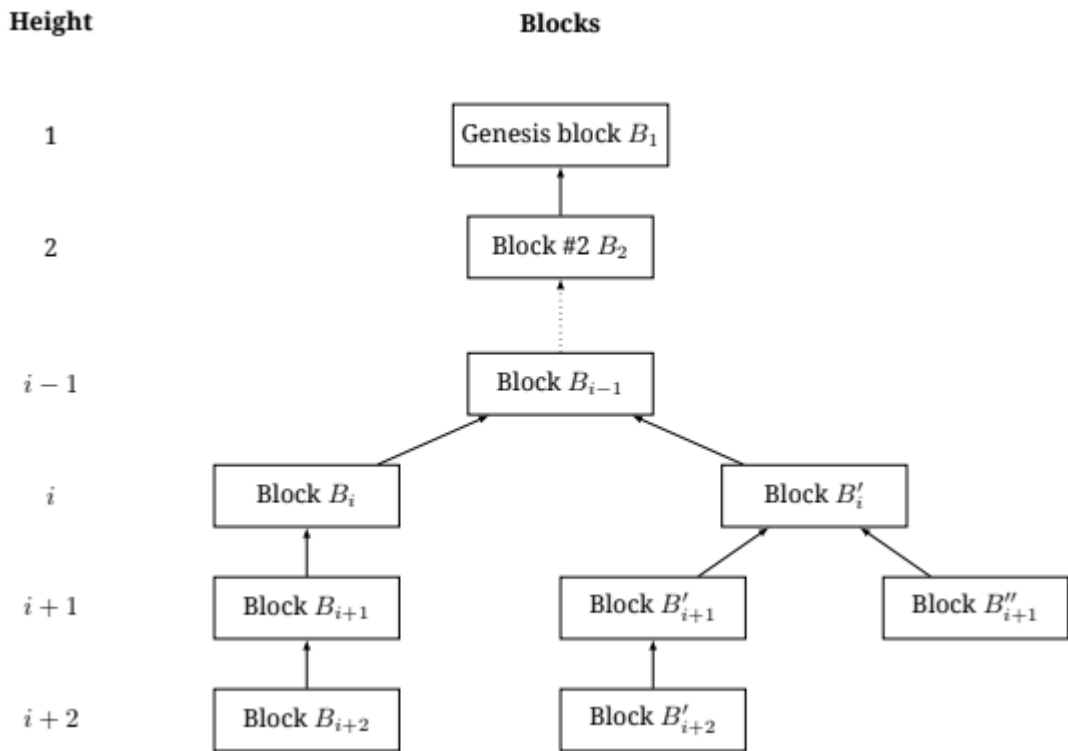 Height Blocks
1 Genesis block B₁
2 Block #2 B₂
i − 1 Block Bᵢ₋₁
i Block Bᵢ Block B′ᵢ
i + 1 Block Bᵢ₊₁ Block B′ᵢ₊₁ Block B″ᵢ₊₁
i + 2 Block Bᵢ₊₂ Block B′ᵢ₊₂